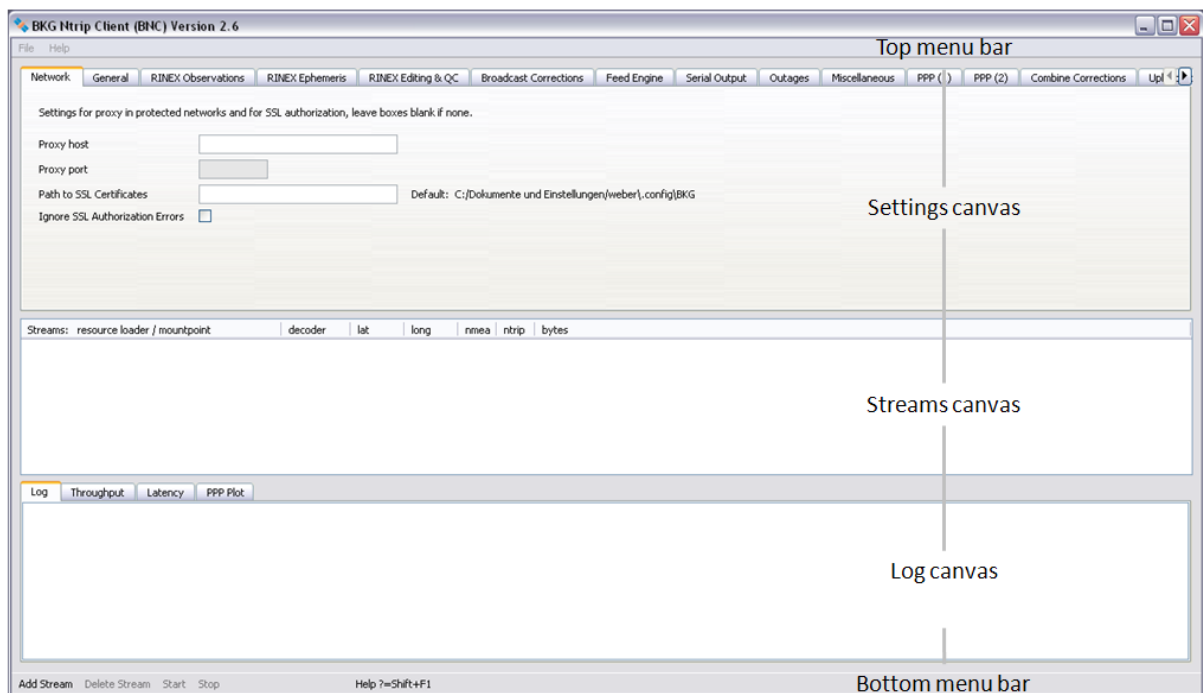 BKG Ntrip Client (BNC) Version 2.6
File Help
Top menu bar
Network General RINEX Observations RINEX Ephemeris RINEX Editing & QC Broadcast Corrections Feed Engine Serial Output Outages Miscellaneous PPP ( ) PPP (2) Combine Corrections Upl
Settings for proxy in protected networks and for SSL authorization, leave boxes blank if none.
Proxy host
Proxy port
Path to SSL Certificates Default: C:/Dokumente und Einstellungen/weber\.config\BKG
Settings canvas
Ignore SSL Authorization Errors
Streams: resource loader / mountpoint decoder lat long nmea ntrip bytes
Streams canvas
Log Throughput Latency PPP Plot
Log canvas
Add Stream Delete Stream Start Stop Help ?=Shift+F1
Bottom menu bar